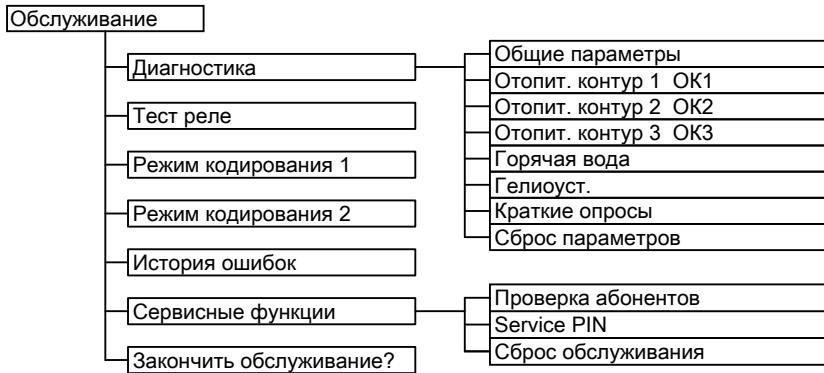 Обслуживание
Диагностика
Общие параметры
Отопит. контур 1 ОК1
Отопит. контур 2 ОК2
Отопит. контур 3 ОК3
Горячая вода
Гелиоуст.
Краткие опросы
Сброс параметров
Тест реле
Режим кодирования 1
Режим кодирования 2
История ошибок
Сервисные функции
Проверка абонентов
Service PIN
Сброс обслуживания
Закончить обслуживание?